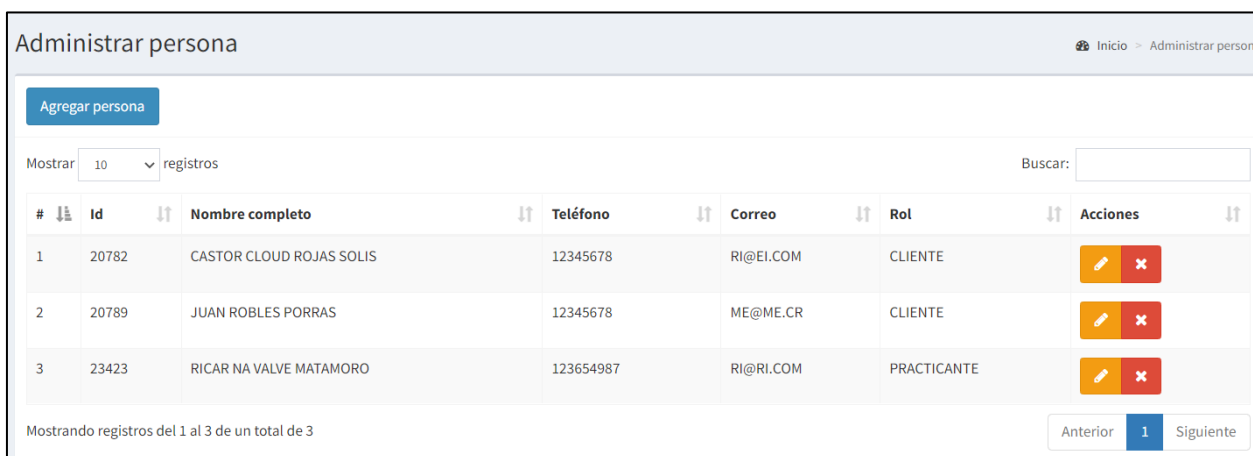 Administrar persona
Inicio > Administrar person
Agregar persona
Mostrar 10 registros
Buscar:
# Id Nombre completo Teléfono Correo Rol Acciones
1 20782 CASTOR CLOUD ROJAS SOLIS 12345678 RI@EI.COM CLIENTE
2 20789 JUAN ROBLES PORRAS 12345678 ME@ME.CR CLIENTE
3 23423 RICAR NA VALVE MATAMORO 123654987 RI@RI.COM PRACTICANTE
Mostrando registros del 1 al 3 de un total de 3
Anterior 1 Siguiente